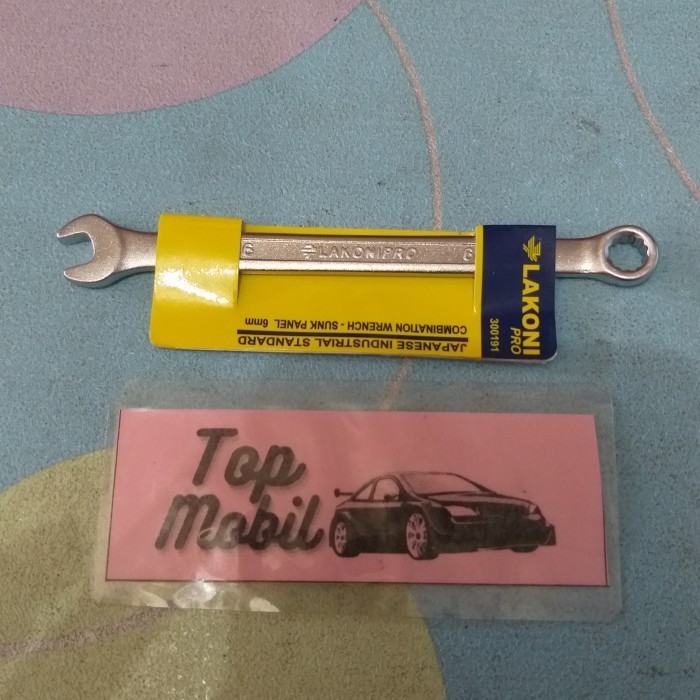 6 LAKONIPRO 6
LAKONI
PRO
300191
JAPANESE INDUSTRIAL STANDARD
COMBINATION WRENCH - SUNK PANEL 6mm
Top
Mobil